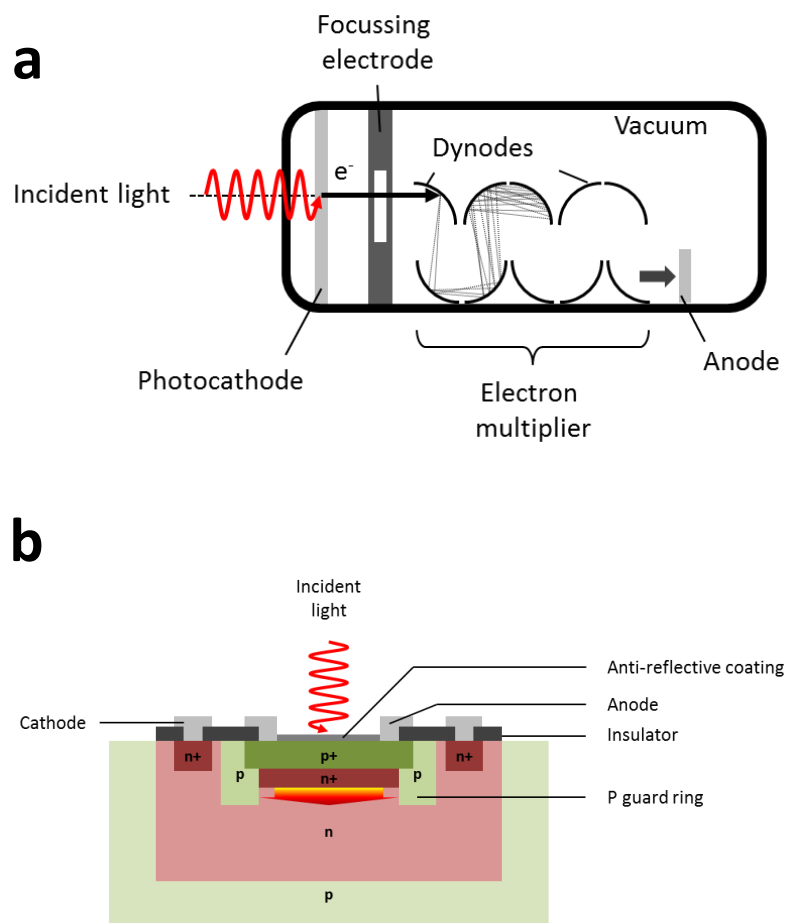 a
Focussing
electrode
Vacuum
Dynodes
e-
Incident light
Photocathode
Anode
Electron
multiplier
b
Incident
light
Anti-reflective coating
Cathode
Anode
Insulator
n+
p
p+
n+
p
n+
P guard ring
n
p